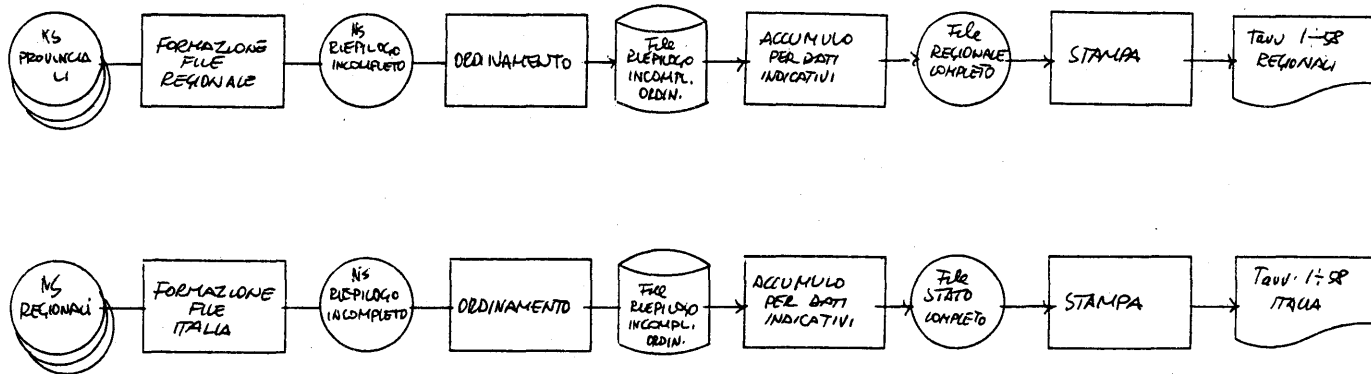 NS
PROVINCIA
LI
FORMAZIONE
FILE
REGIONALE
NS
RIEPILOGO
INCOMPLETO
ORDINAMENTO
File
RIEPILOGO
INCOMPL.
ORDIN.
ACCUMULO
PER DATI
INDICATIVI
File
REGIONALE
COMPLETO
STAMPA
Tavv 1÷58
REGIONALI
NS
REGIONALI
FORMAZIONE
FILE
ITALIA
NS
RIEPILOGO
INCOMPLETO
ORDINAMENTO
File
RIEPILOGO
INCOMPL.
ORDIN.
ACCUMULO
PER DATI
INDICATIVI
File
STATO
COMPLETO
STAMPA
Tavv. 1÷58
ITALIA